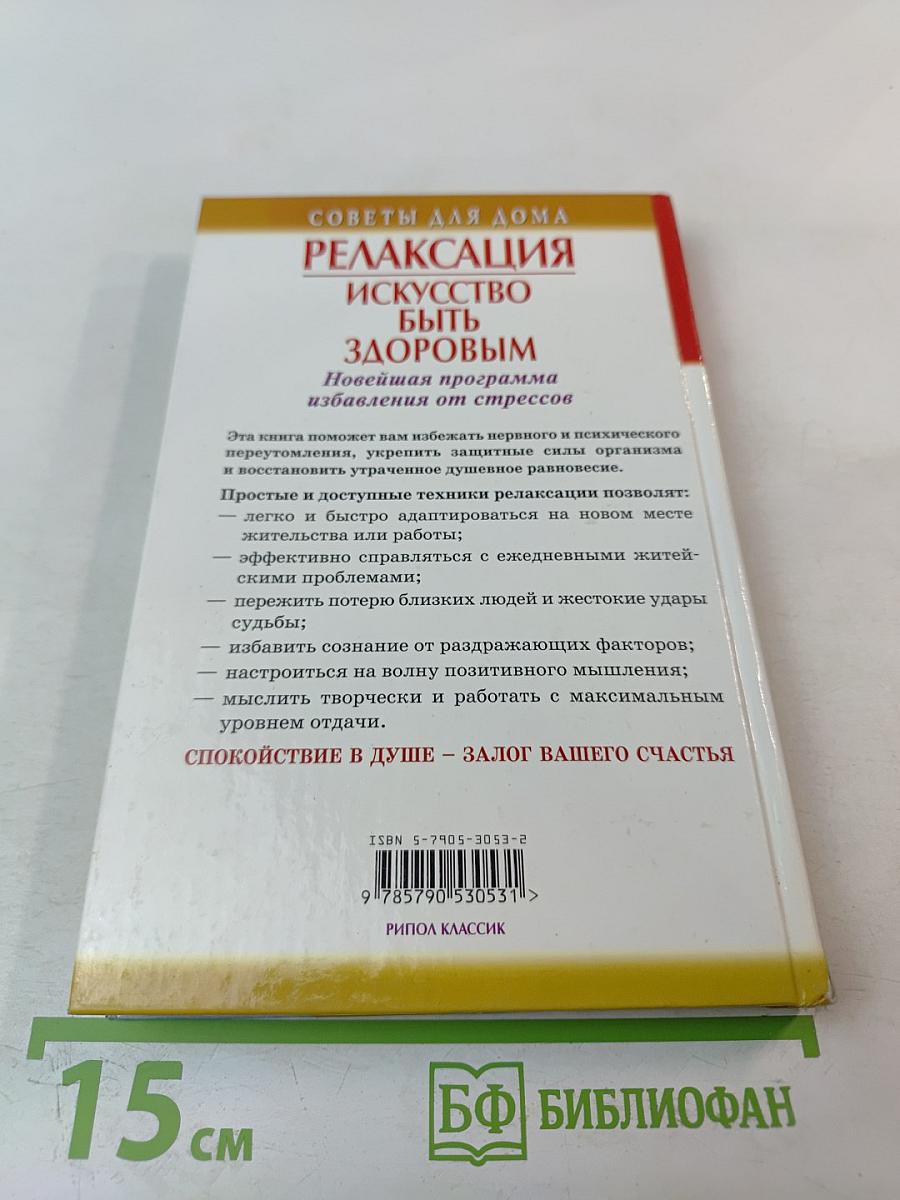 СОВЕТЫ ДЛЯ ДОМА
РЕЛАКСАЦИЯ
ИСКУССТВО
БЫТЬ
ЗДОРОВЫМ
Новейшая программа
избавления от стрессов
Эта книга поможет вам избежать нервного и психического
переутомления, укрепить защитные силы организма
и восстановить утраченное душевное равновесие.
Простые и доступные техники релаксации позволят:
— легко и быстро адаптироваться на новом месте
жительства или работы;
— эффективно справляться с ежедневными житей-
скими проблемами;
— пережить потерю близких людей и жестокие удары
судьбы;
— избавить сознание от раздражающих факторов;
— настроиться на волну позитивного мышления;
— мыслить творчески и работать с максимальным
уровнем отдачи.
СПОКОЙСТВИЕ В ДУШЕ – ЗАЛОГ ВАШЕГО СЧАСТЬЯ
ISBN 5-7905-3053-2
9 785790 530531 >
РИПОЛ КЛАССИК
15 см
БФ БИБЛИОФАН